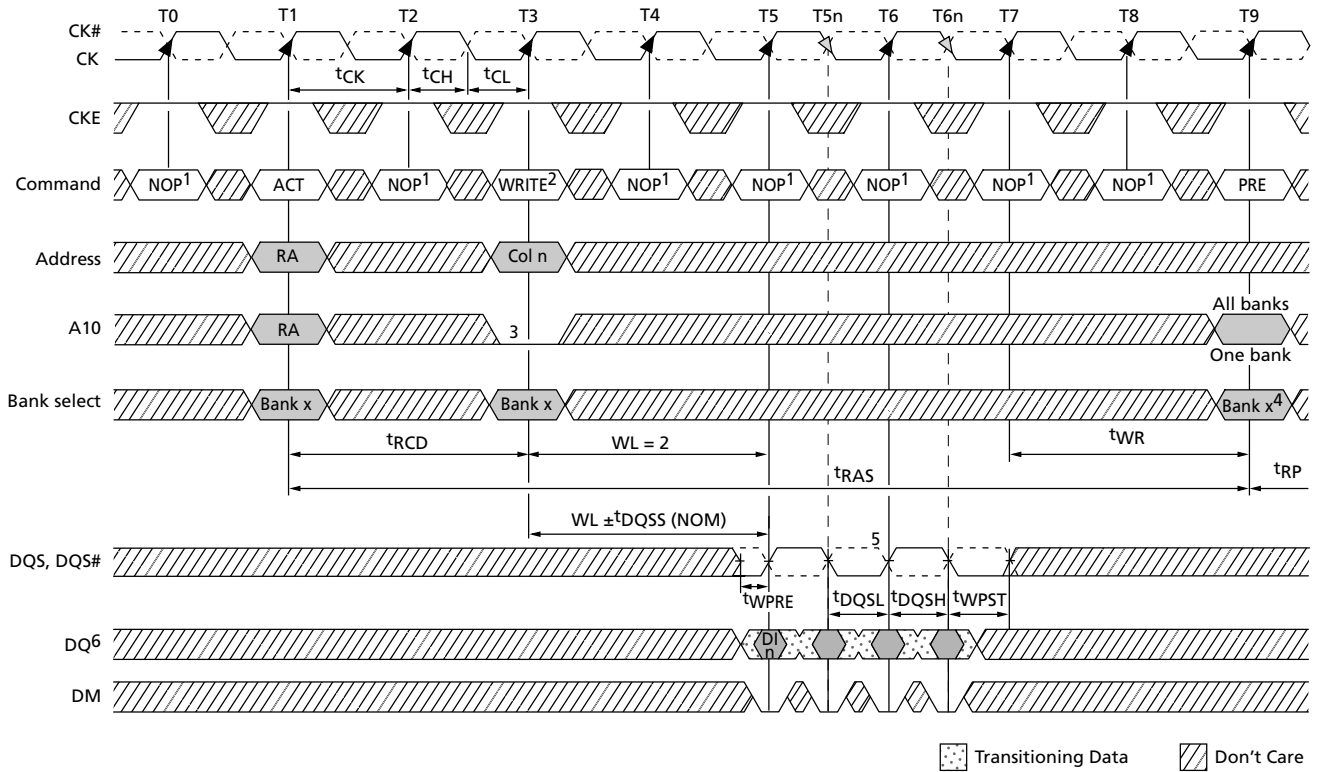 T0 T1 T2 T3 T4 T5 T5n T6 T6n T7 T8 T9
CK#
CK
tCK tCH tCL
CKE
Command NOP1 ACT NOP1 WRITE2 NOP1 NOP1 NOP1 NOP1 NOP1 PRE
Address RA Col n
All banks
A10 RA 3
One bank
Bank select Bank x Bank x Bank x4
tRCD WL = 2 tWR
tRAS tRP
WL ±tDQSS (NOM)
5
DQS, DQS#
tWPRE tDQSL tDQSH tWPST
DQ6 DI
n
DM
Transitioning Data Don't Care